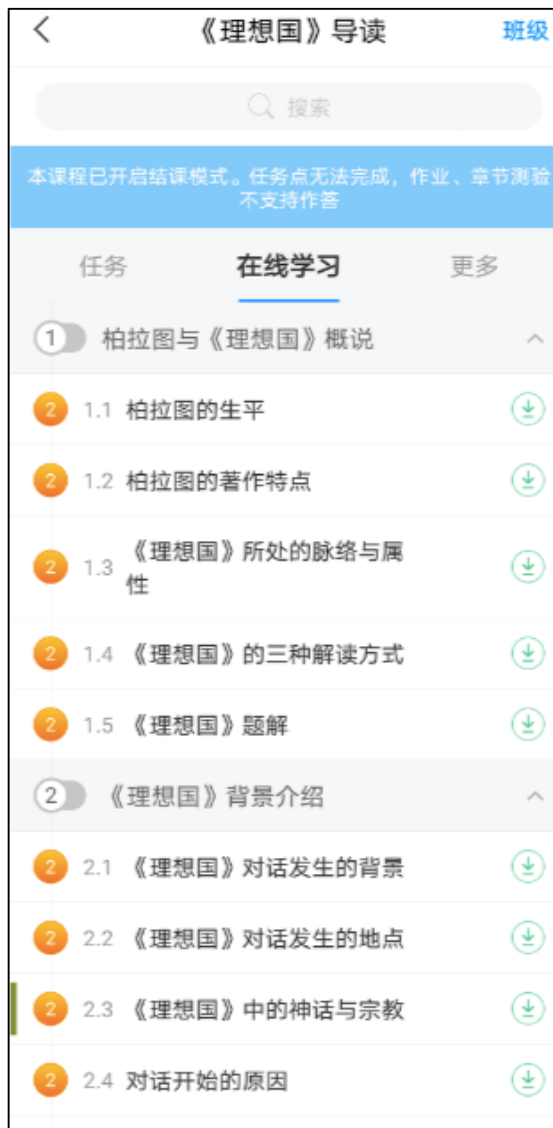 《理想国》导读 班级
搜索
本课程已开启结课模式。任务点无法完成，作业、章节测验
不支持作答
任务 在线学习 更多
1 柏拉图与《理想国》概说
2 1.1 柏拉图的生平
2 1.2 柏拉图的著作特点
2 1.3 《理想国》所处的脉络与属
性
2 1.4 《理想国》的三种解读方式
2 1.5 《理想国》题解
2 《理想国》背景介绍
2 2.1 《理想国》对话发生的背景
2 2.2 《理想国》对话发生的地点
2 2.3 《理想国》中的神话与宗教
2 2.4 对话开始的原因